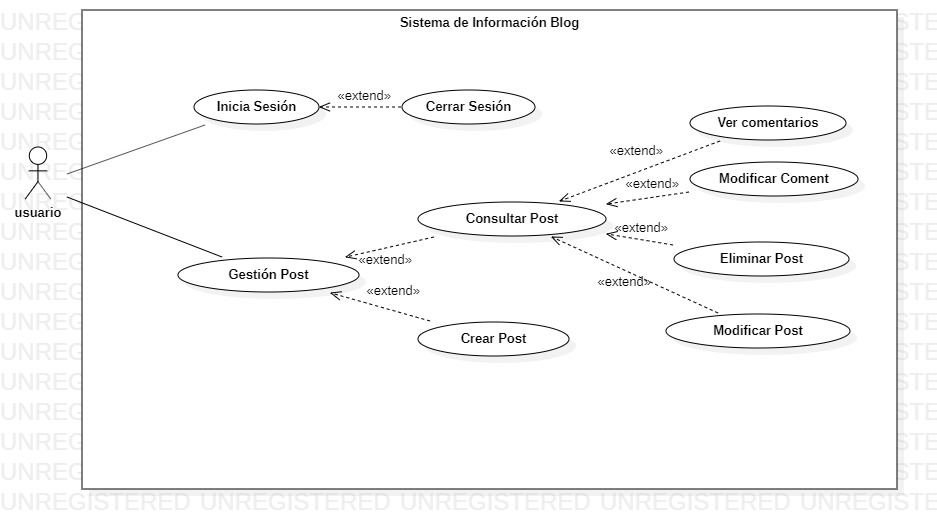 Sistema de Información Blog
Inicia Sesión
«extend»
Cerrar Sesión
Ver comentarios
«extend»
Modificar Coment
«extend»
usuario
Consultar Post
«extend»
Eliminar Post
Gestión Post
«extend»
«extend»
«extend»
Crear Post
Modificar Post
UNREGISTERED UNREGISTERED UNREGISTERED UNREGISTERED UNREGISTE